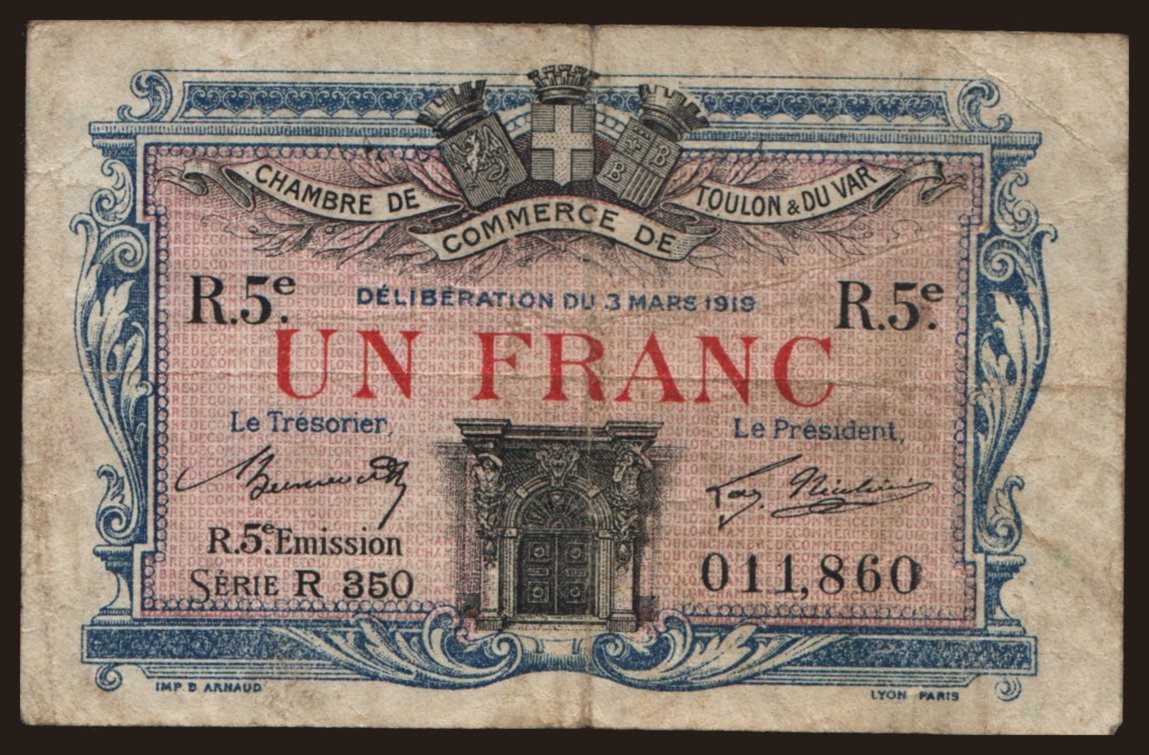 CHAMBRE DE COMMERCE DE TOULON & DU VAR
R.5e. R.5e.
DÉLIBÉRATION DU 3 MARS 1919
UN FRANC
Le Trésorier, Le Président,
R.5e. Emission
SÉRIE R 350 011,860
IMP. B. ARNAUD LYON PARIS